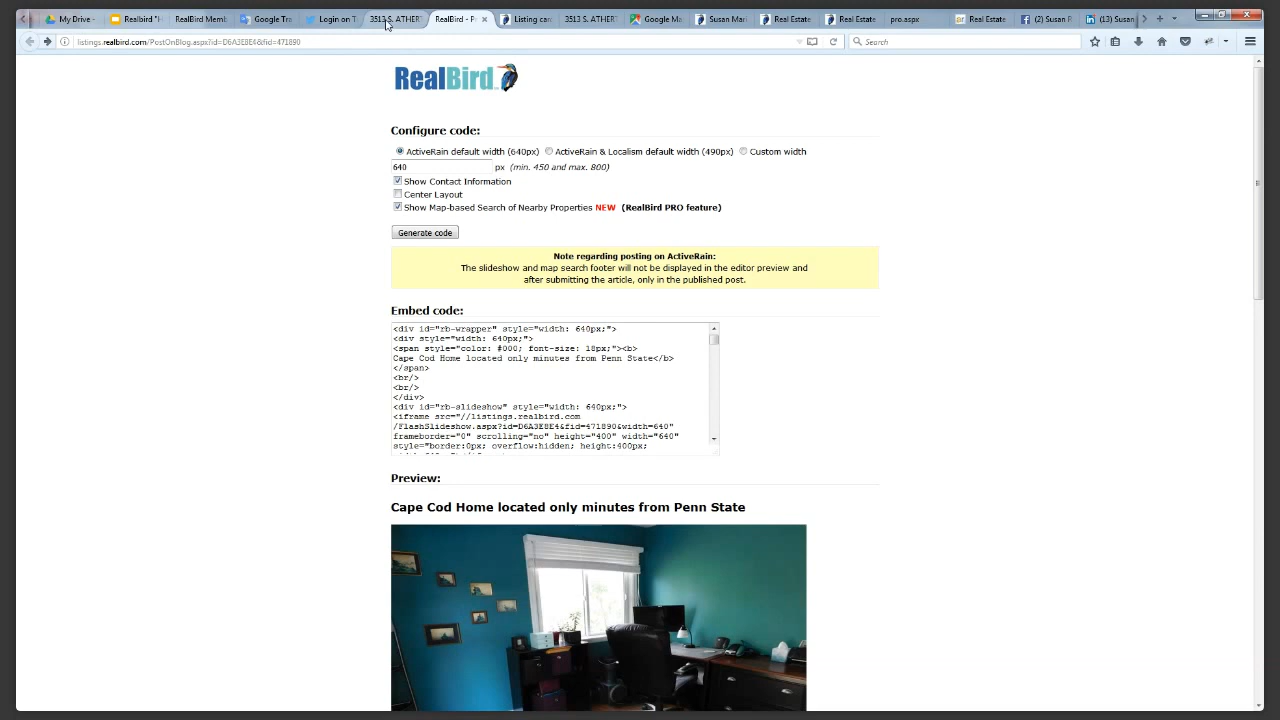 My Drive -
Realbird "H
RealBird Memb
Google Tra
Login on T
3513 S. ATHER
RealBird - P
Listing card
3513 S. ATHER
Google Ma
Susan Mari
Real Estate
Real Estate
pro.aspx
Real Estate
(2) Susan R
(13) Susan
listings.realbird.com/PostOnBlog.aspx?id=D6A3E8E4&fid=471890
Search
RealBird
Configure code:
ActiveRain default width (640px) ActiveRain & Localism default width (490px) Custom width
640 px (min. 450 and max. 800)
Show Contact Information
Center Layout
Show Map-based Search of Nearby Properties NEW (RealBird PRO feature)
Generate code
Note regarding posting on ActiveRain:
The slideshow and map search footer will not be displayed in the editor preview and
after submitting the article, only in the published post.
Embed code:
<div id="rb-wrapper" style="width: 640px;">
<div style="width: 640px;">
<span style="color: #000; font-size: 18px;"><b>
Cape Cod Home located only minutes from Penn State</b>
</span>
<br/>
<br/>
</div>
<div id="rb-slideshow" style="width: 640px;">
<iframe src="//listings.realbird.com
/FlashSlideshow.aspx?id=D6A3E8E4&fid=471890&width=640"
frameborder="0" scrolling="no" height="400" width="640"
style="border:0px; overflow:hidden; height:400px;
Preview:
Cape Cod Home located only minutes from Penn State